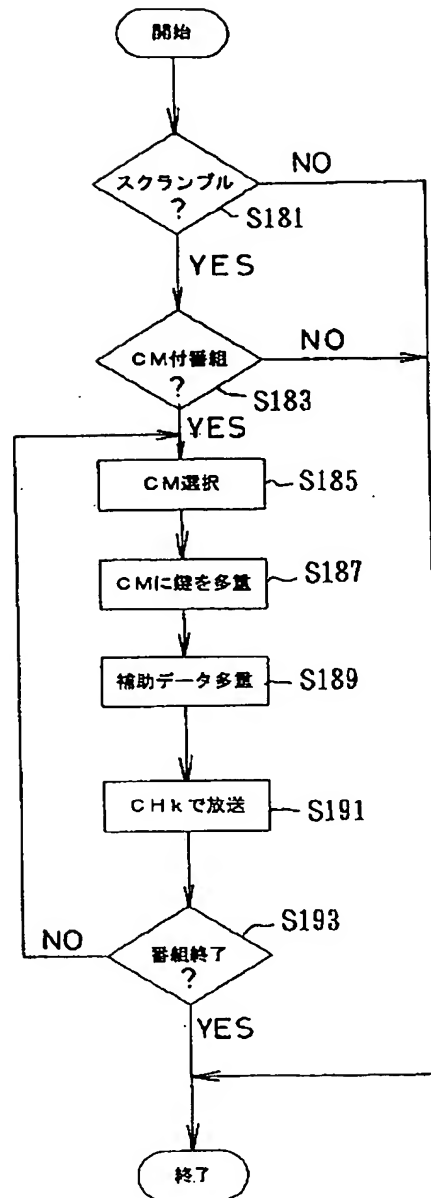 開始
スクランブル
?
NO
S181
YES
CM付番組
?
NO
S183
YES
CM選択
S185
CMに鍵を多重
S187
補助データ多重
S189
CHkで放送
S191
S193
番組終了
?
NO
YES
終了